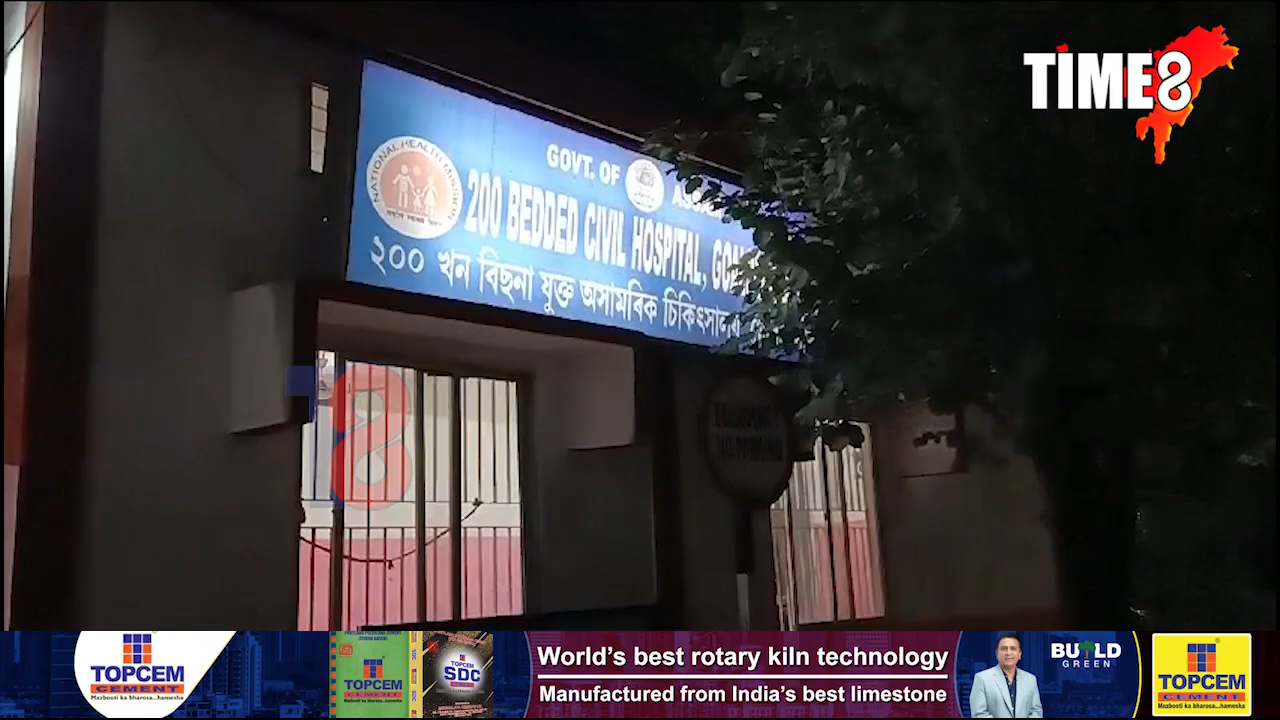 TIME8
GOVT. OF
NATIONAL HEALTH MISSION
200 BEDDED CIVIL HOSPITAL,
২০০ খন বিছনা যুক্ত অসামৰিক
T8
TOPCEM
CEMENT
Mazbooti ka bharosa...hamesha
TOPCEM
CEMENT
TOPCEM
SDC
World's best rotary kiln technology
Manufactured from India's best limestone
BUILD
GREEN
TOPCEM
CEMENT
Mazbooti ka bharosa...hamesha